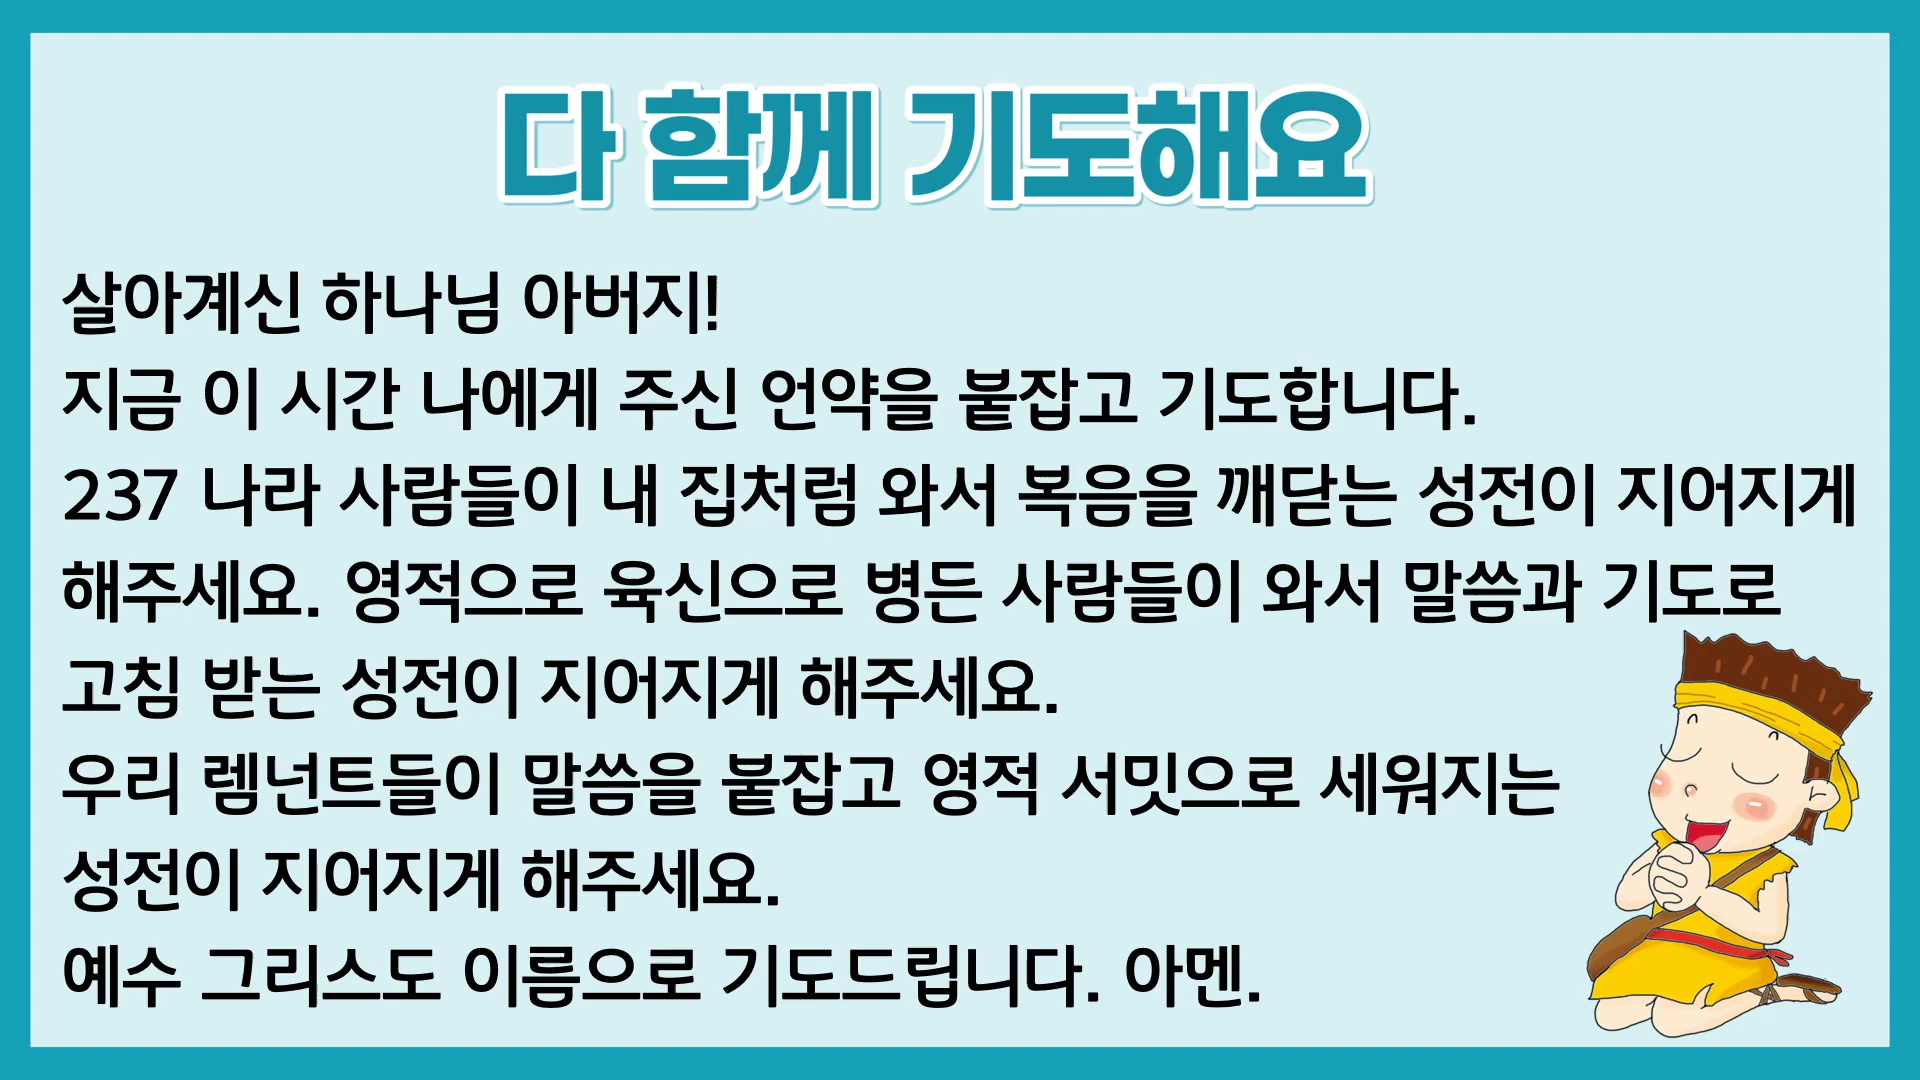 다 함께 기도해요
살아계신 하나님 아버지!
지금 이 시간 나에게 주신 언약을 붙잡고 기도합니다.
237 나라 사람들이 내 집처럼 와서 복음을 깨닫는 성전이 지어지게
해주세요. 영적으로 육신으로 병든 사람들이 와서 말씀과 기도로
고침 받는 성전이 지어지게 해주세요.
우리 렘넌트들이 말씀을 붙잡고 영적 서밋으로 세워지는
성전이 지어지게 해주세요.
예수 그리스도 이름으로 기도드립니다. 아멘.